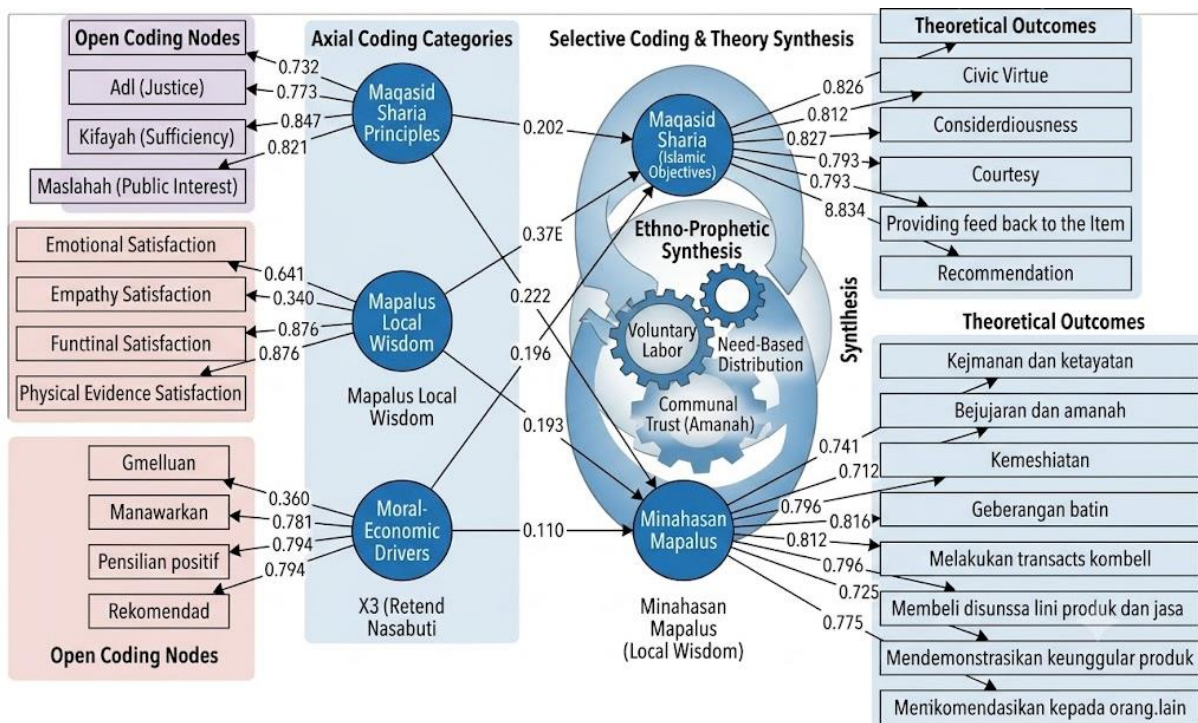 Open Coding Nodes
Adl (Justice)
Kifayah (Sufficiency)
Maslahah (Public Interest)
0.732
0.773
0.847
0.821
Emotional Satisfaction
Empathy Satisfaction
Functinal Satisfaction
Physical Evidence Satisfaction
0.641
0.340
0.876
0.876
Gmelluan
Manawarkan
Pensilian positif
Rekomendad
Open Coding Nodes
0.360
0.781
0.794
0.794
Axial Coding Categories
Maqasid
Sharia
Principles
Mapalus
Local
Wisdom
Mapalus Local
Wisdom
Moral-
Economic
Drivers
X3 (Retend
Nasabuti
0.202
0.37E
0.222
0.196
0.193
0.110
Selective Coding & Theory Synthesis
Maqasid
Sharia
(Islamic
Objectives)
Ethno-Prophetic
Synthesis
Voluntary
Labor
Need-Based
Distribution
Communal
Trust (Amanah)
Syntlhesis
Minahasan
Mapalus
Minahasan
Mapalus
(Local Wisdom)
0.826
0.812
0.827
0.793
0.793
8.834
Theoretical Outcomes
Civic Virtue
Considerdiousness
Courtesy
Providing feed back to the Item
Recommendation
0.741
0.712
0.796
0.816
0.812
0.796
0.725
0.775
Theoretical Outcomes
Kejmanan dan ketayatan
Bejujaran dan amanah
Kemeshiatan
Geberangan batin
Melakukan transacts kombell
Membeli disunssa lini produk dan jasa
Mendemonstrasikan keunggular produk
Menikomendasikan kepada orang.lain